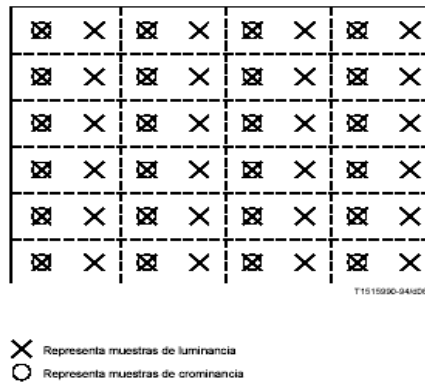 T1515990-94/d06
Representa muestras de luminancia
Representa muestras de crominancia